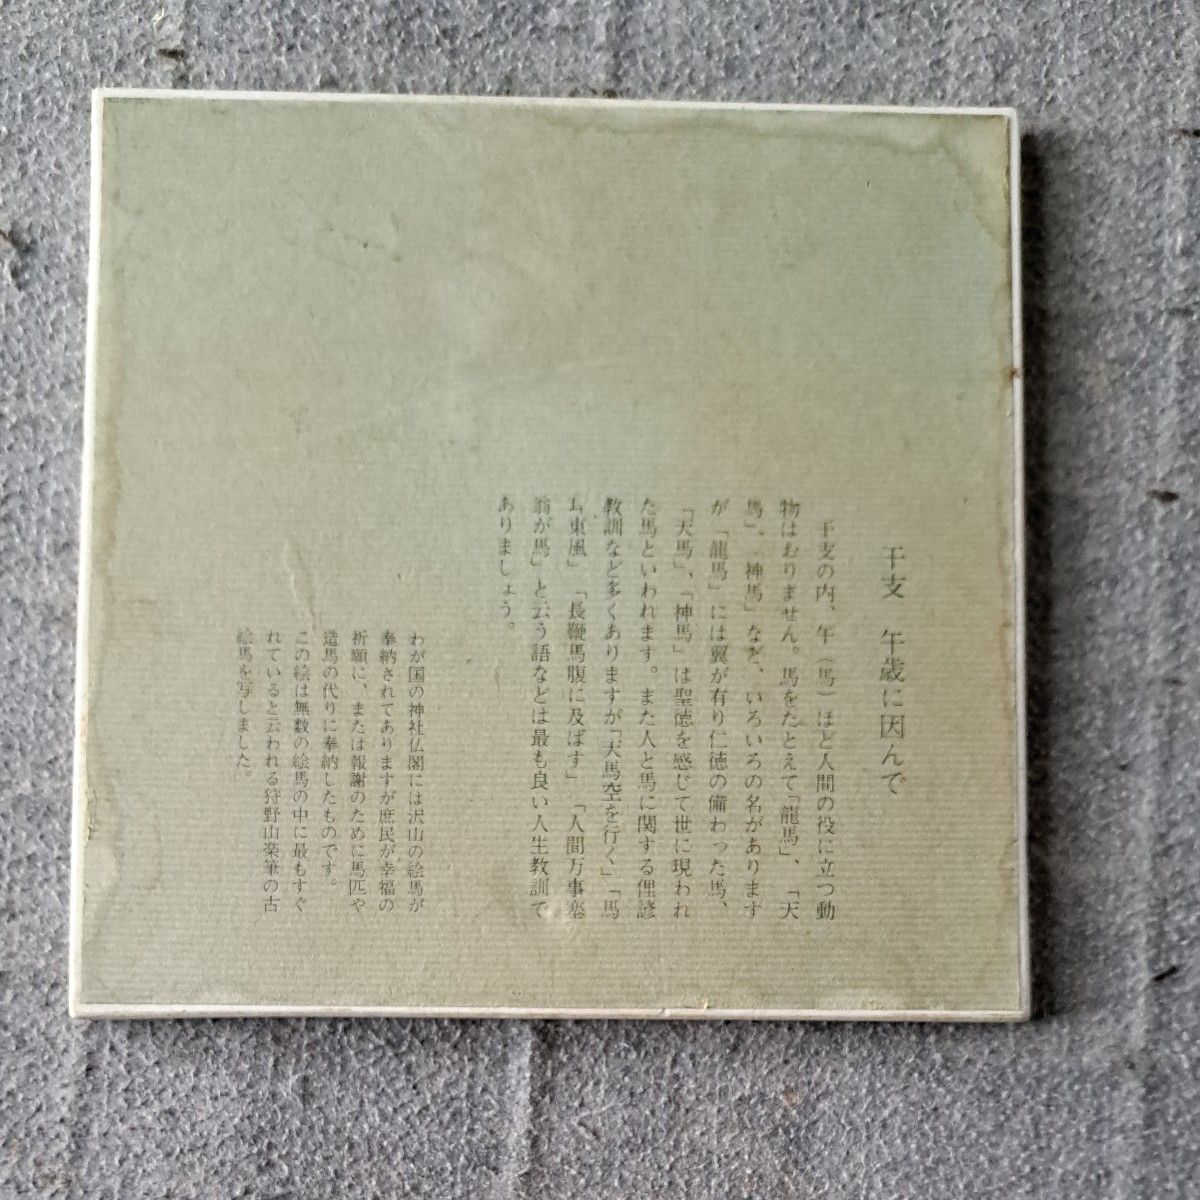 干支 午歳に因んで
干支の内、午（馬）ほど人間の役に立つ動
物はおりません。馬をたとえて「龍馬」、「天
馬」、「神馬」など、いろいろの名があります
が「龍馬」には翼が有り仁徳の備わった馬、
「天馬」、「神馬」は聖徳を感じて世に現われ
た馬といわれます。また人と馬に関する俚諺
教訓など多くありますが「天馬空を行く」「馬
耳東風」「長鞭馬腹に及ばす」「人間万事塞
翁が馬」と云う語などは最も良い人生教訓で
ありましょう。
わが国の神社仏閣には沢山の絵馬が
奉納されてありますが庶民が幸福の
祈願に、または報謝のために馬匹や
造馬の代りに奉納したものです。
この絵は無数の絵馬の中に最もすぐ
れていると云われる狩野山楽筆の古
絵馬を写しました。